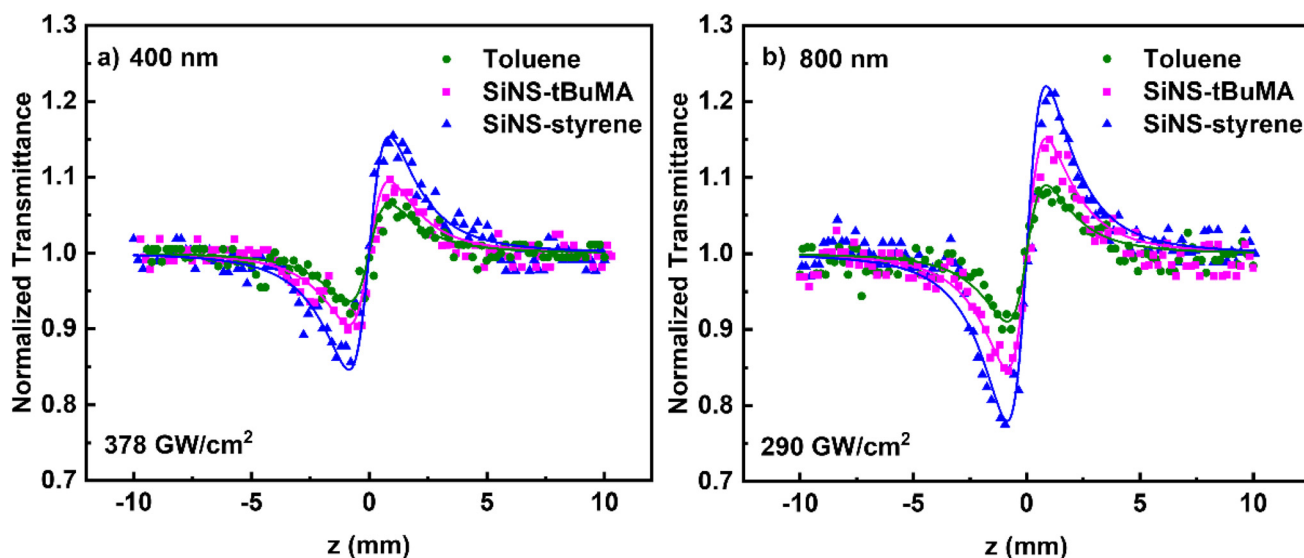 a) 400 nm
Toluene
SiNS-tBuMA
SiNS-styrene
378 GW/cm²
Normalized Transmittance
1.3
1.2
1.1
1.0
0.9
0.8
0.7
-10 -5 0 5 10
z (mm)
b) 800 nm
Toluene
SiNS-tBuMA
SiNS-styrene
290 GW/cm²
Normalized Transmittance
1.3
1.2
1.1
1.0
0.9
0.8
0.7
-10 -5 0 5 10
z (mm)